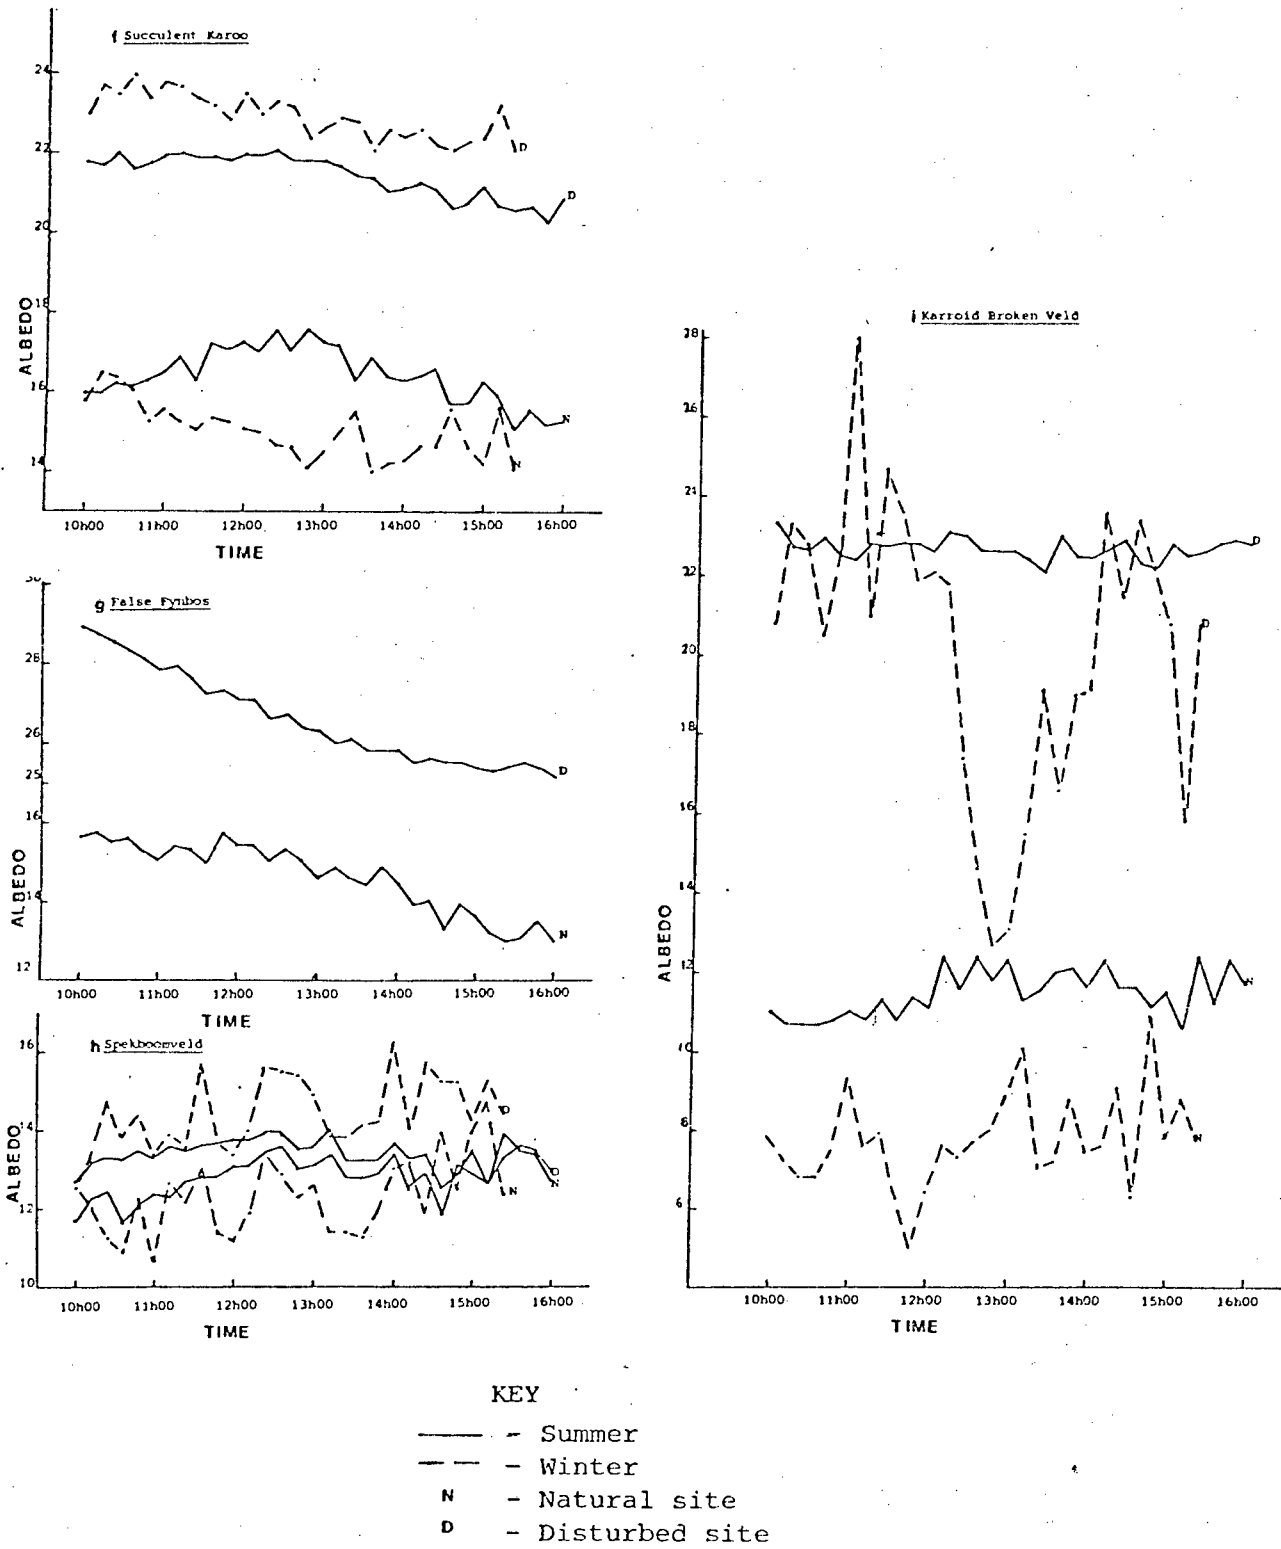 f Succulent Karoo
24
22
20
18
16
14
ALBEDO
10h00 11h00 12h00 13h00 14h00 15h00 16h00
TIME
D
D
N
N
g False Fynbos
30
28
26
25
16
14
12
ALBEDO
D
N
10h00 11h00 12h00 13h00 14h00 15h00 16h00
TIME
h Spekboomveld
16
14
12
10
ALBEDO
D
D
N
N
10h00 11h00 12h00 13h00 14h00 15h00 16h00
TIME
i Karroid Broken Veld
28
26
24
22
20
18
16
14
12
10
8
6
ALBEDO
D
D
N
N
10h00 11h00 12h00 13h00 14h00 15h00 16h00
TIME
KEY
- Summer
- Winter
N - Natural site
D - Disturbed site